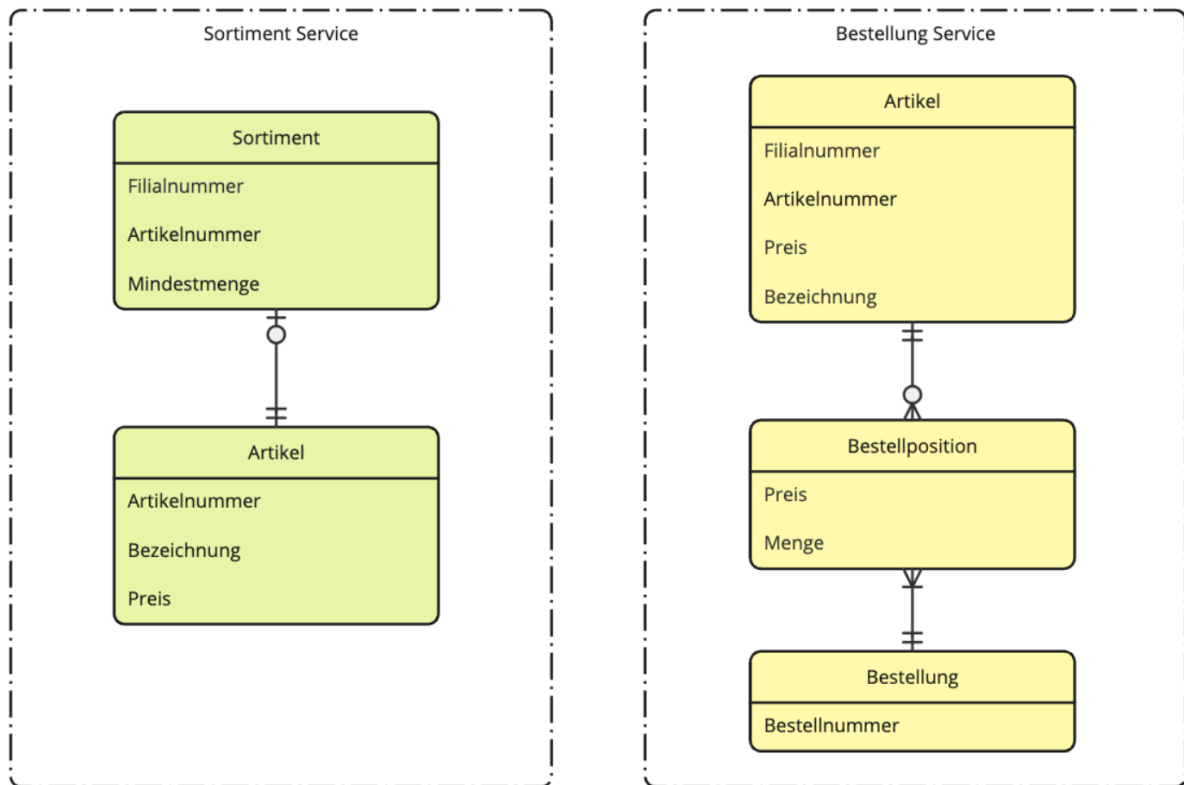 Sortiment Service
Sortiment
Filialnummer
Artikelnummer
Mindestmenge
Artikel
Artikelnummer
Bezeichnung
Preis
Bestellung Service
Artikel
Filialnummer
Artikelnummer
Preis
Bezeichnung
Bestellposition
Preis
Menge
Bestellung
Bestellnummer